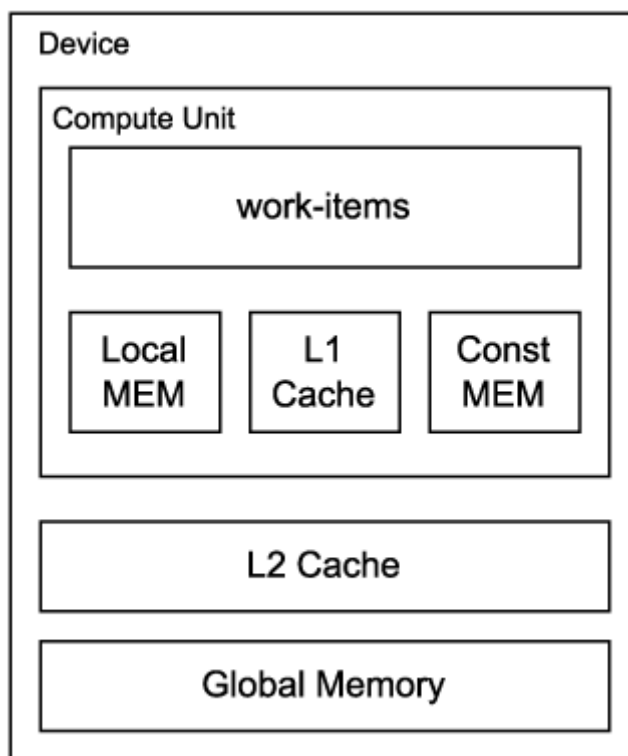 Device
Compute Unit
work-items
Local
MEM
L1
Cache
Const
MEM
L2 Cache
Global Memory